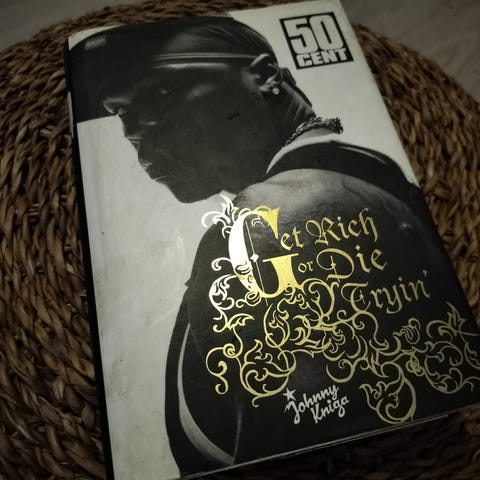 50
CENT
Get Rich
or Die
Tryin'
Johnny
Kniga